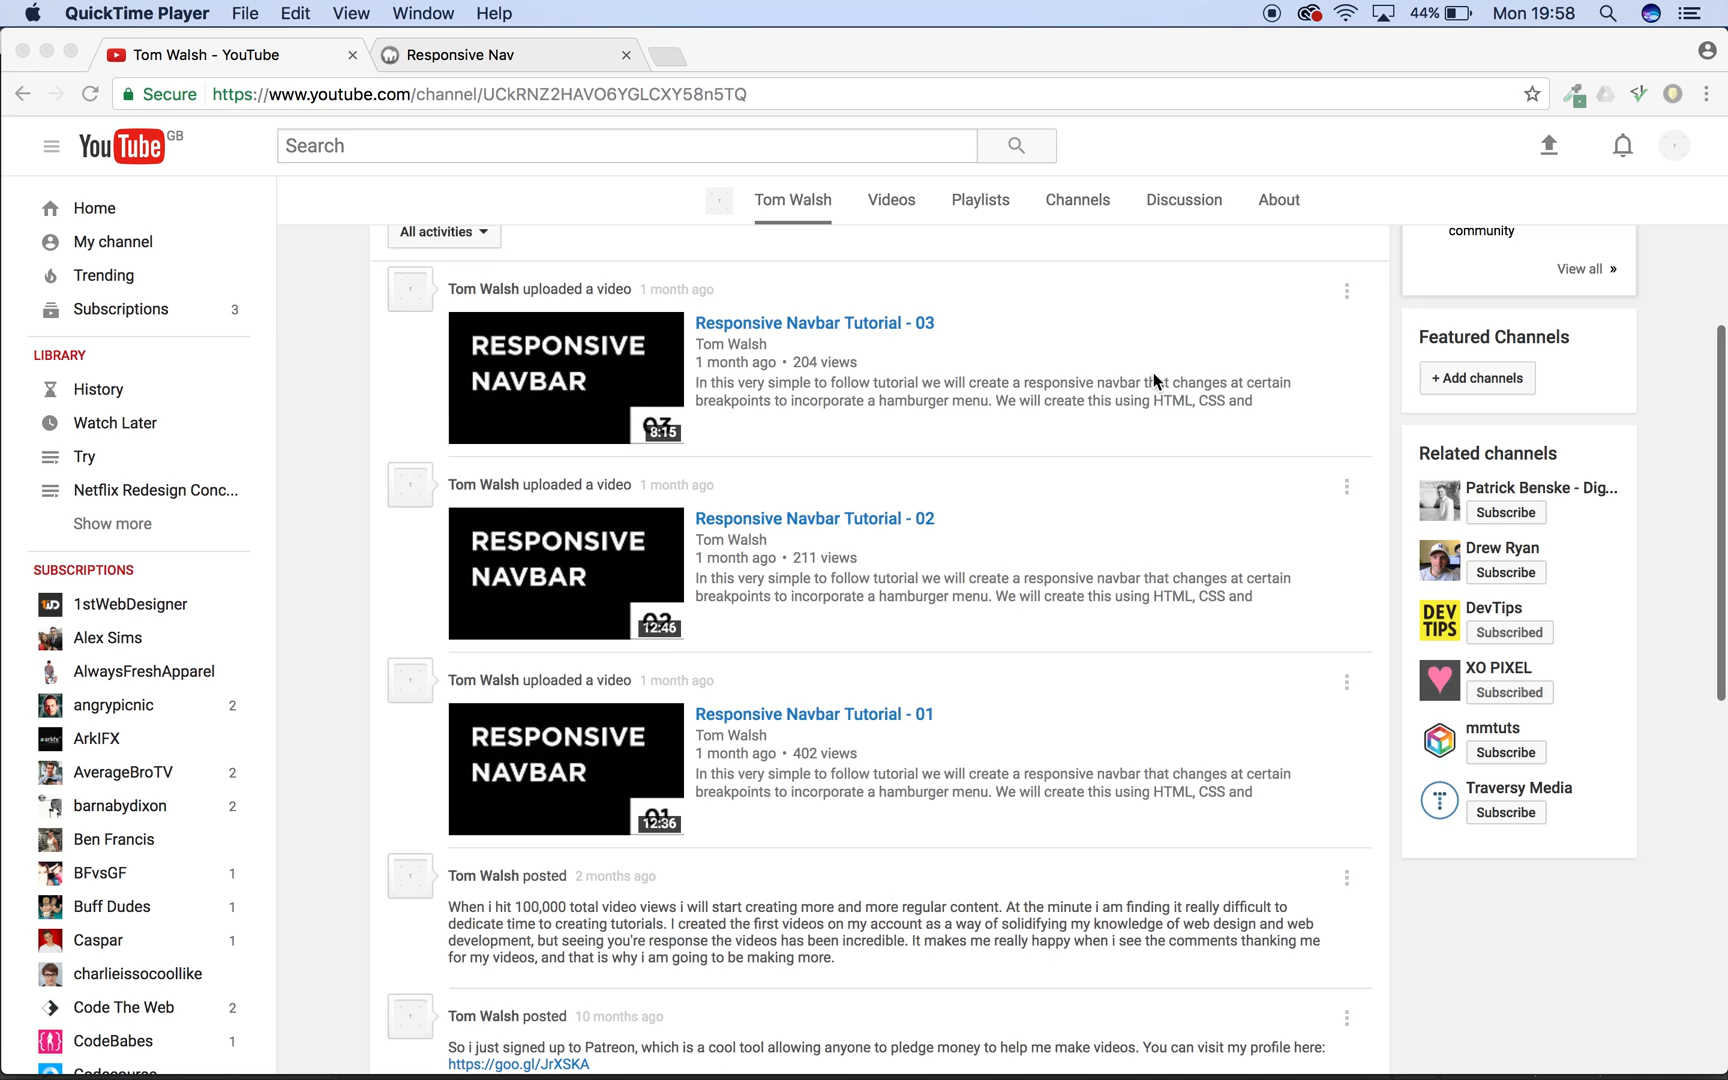 QuickTime Player File Edit View Window Help 44% Mon 19:58
Tom Walsh - YouTube Responsive Nav
Secure https://www.youtube.com/channel/UCkRNZ2HAVO6YGLCXY58n5TQ
YouTube GB Search
Tom Walsh Videos Playlists Channels Discussion About
Home
My channel
Trending
Subscriptions 3
LIBRARY
History
Watch Later
Try
Netflix Redesign Conc...
Show more
SUBSCRIPTIONS
1stWebDesigner
Alex Sims
AlwaysFreshApparel
angrypicnic 2
ArkIFX
AverageBroTV 2
barnabydixon 2
Ben Francis
BFvsGF 1
Buff Dudes 1
Caspar 1
charlieissocoollike
Code The Web 2
CodeBabes 1
All activities
Tom Walsh uploaded a video 1 month ago
RESPONSIVE
NAVBAR
03
8:15
Responsive Navbar Tutorial - 03
Tom Walsh
1 month ago • 204 views
In this very simple to follow tutorial we will create a responsive navbar that changes at certain
breakpoints to incorporate a hamburger menu. We will create this using HTML, CSS and
Tom Walsh uploaded a video 1 month ago
RESPONSIVE
NAVBAR
02
12:46
Responsive Navbar Tutorial - 02
Tom Walsh
1 month ago • 211 views
In this very simple to follow tutorial we will create a responsive navbar that changes at certain
breakpoints to incorporate a hamburger menu. We will create this using HTML, CSS and
Tom Walsh uploaded a video 1 month ago
RESPONSIVE
NAVBAR
01
12:36
Responsive Navbar Tutorial - 01
Tom Walsh
1 month ago • 402 views
In this very simple to follow tutorial we will create a responsive navbar that changes at certain
breakpoints to incorporate a hamburger menu. We will create this using HTML, CSS and
Tom Walsh posted 2 months ago
When i hit 100,000 total video views i will start creating more and more regular content. At the minute i am finding it really difficult to
dedicate time to creating tutorials. I created the first videos on my account as a way of solidifying my knowledge of web design and web
development, but seeing you're response the videos has been incredible. It makes me really happy when i see the comments thanking me
for my videos, and that is why i am going to be making more.
Tom Walsh posted 10 months ago
So i just signed up to Patreon, which is a cool tool allowing anyone to pledge money to help me make videos. You can visit my profile here:
https://goo.gl/JrXSKA
community
View all »
Featured Channels
+ Add channels
Related channels
Patrick Benske - Dig...
Subscribe
Drew Ryan
Subscribe
DEV
TIPS
DevTips
Subscribed
XO PIXEL
Subscribed
mmtuts
Subscribe
Traversy Media
Subscribe